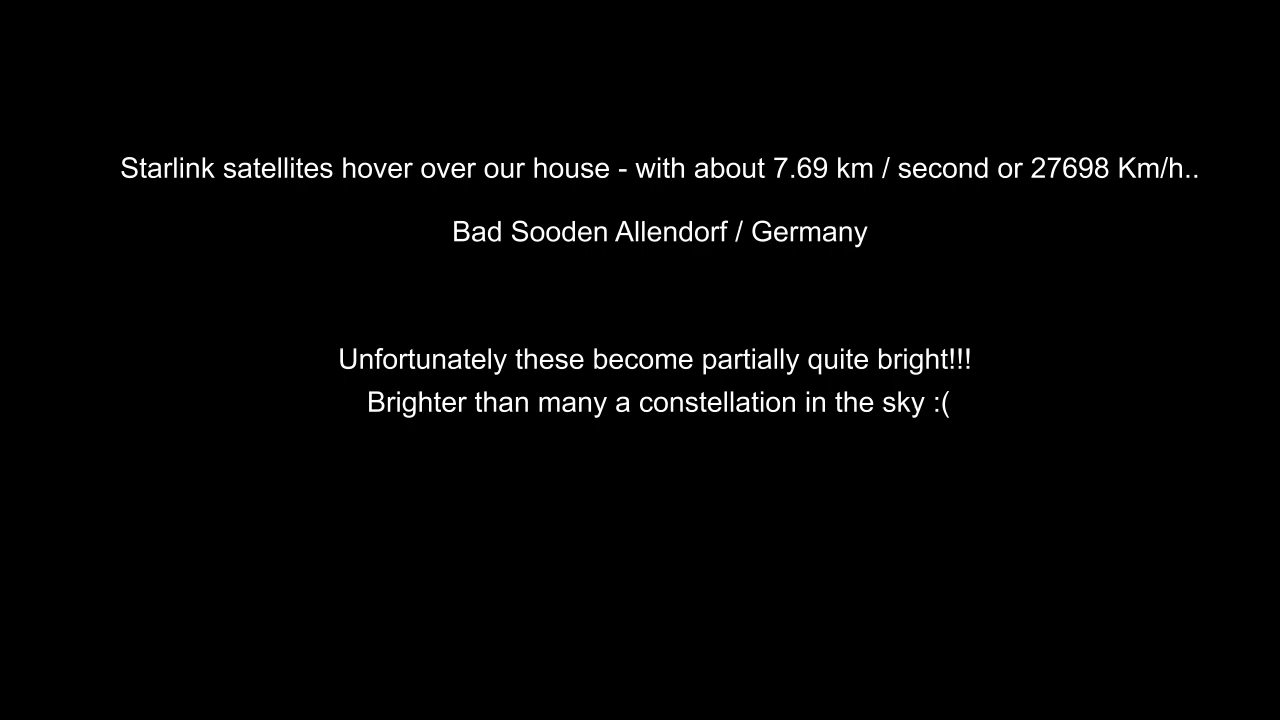 Starlink satellites hover over our house - with about 7.69 km / second or 27698 Km/h..
Bad Sooden Allendorf / Germany
Unfortunately these become partially quite bright!!!
Brighter than many a constellation in the sky :(